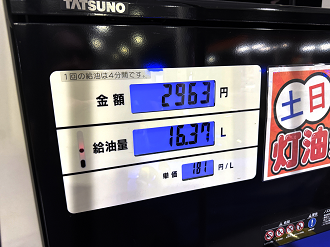 TATSUNO
1回の給油は4分間です。
金額 2963 円
給油量 16.37 L
単価 181 円/L
土 日
灯油